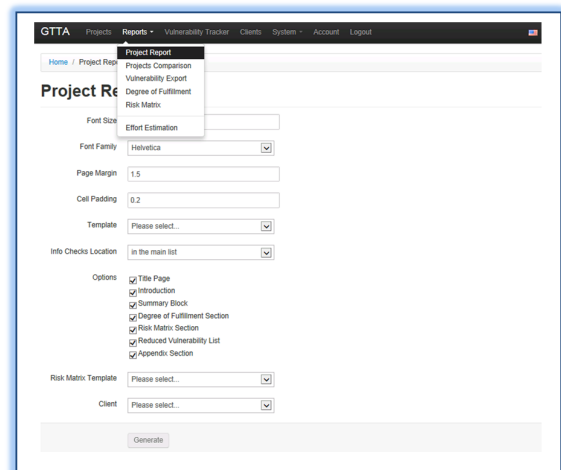 GTTA Projects Reports Vulnerability Tracker Clients System Account Logout
Project Report
Home / Project Rep
Projects Comparison
Vulnerability Export
Project Re
Degree of Fulfillment
Risk Matrix
Font Size
Effort Estimation
Font Family Helvetica
Page Margin 1.5
Cell Padding 0.2
Template Please select...
Info Checks Location in the main list
Options Title Page
Introduction
Summary Block
Degree of Fulfillment Section
Risk Matrix Section
Reduced Vulnerability List
Appendix Section
Risk Matrix Template Please select...
Client Please select...
Generate